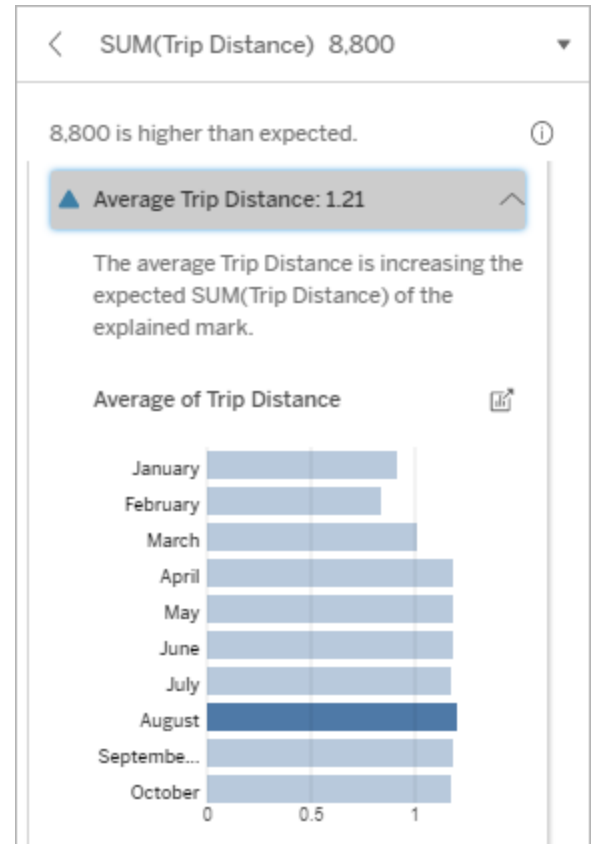 SUM(Trip Distance) 8,800
8,800 is higher than expected.
Average Trip Distance: 1.21
The average Trip Distance is increasing the
expected SUM(Trip Distance) of the
explained mark.
Average of Trip Distance
January
February
March
April
May
June
July
August
Septembe...
October
0 0.5 1